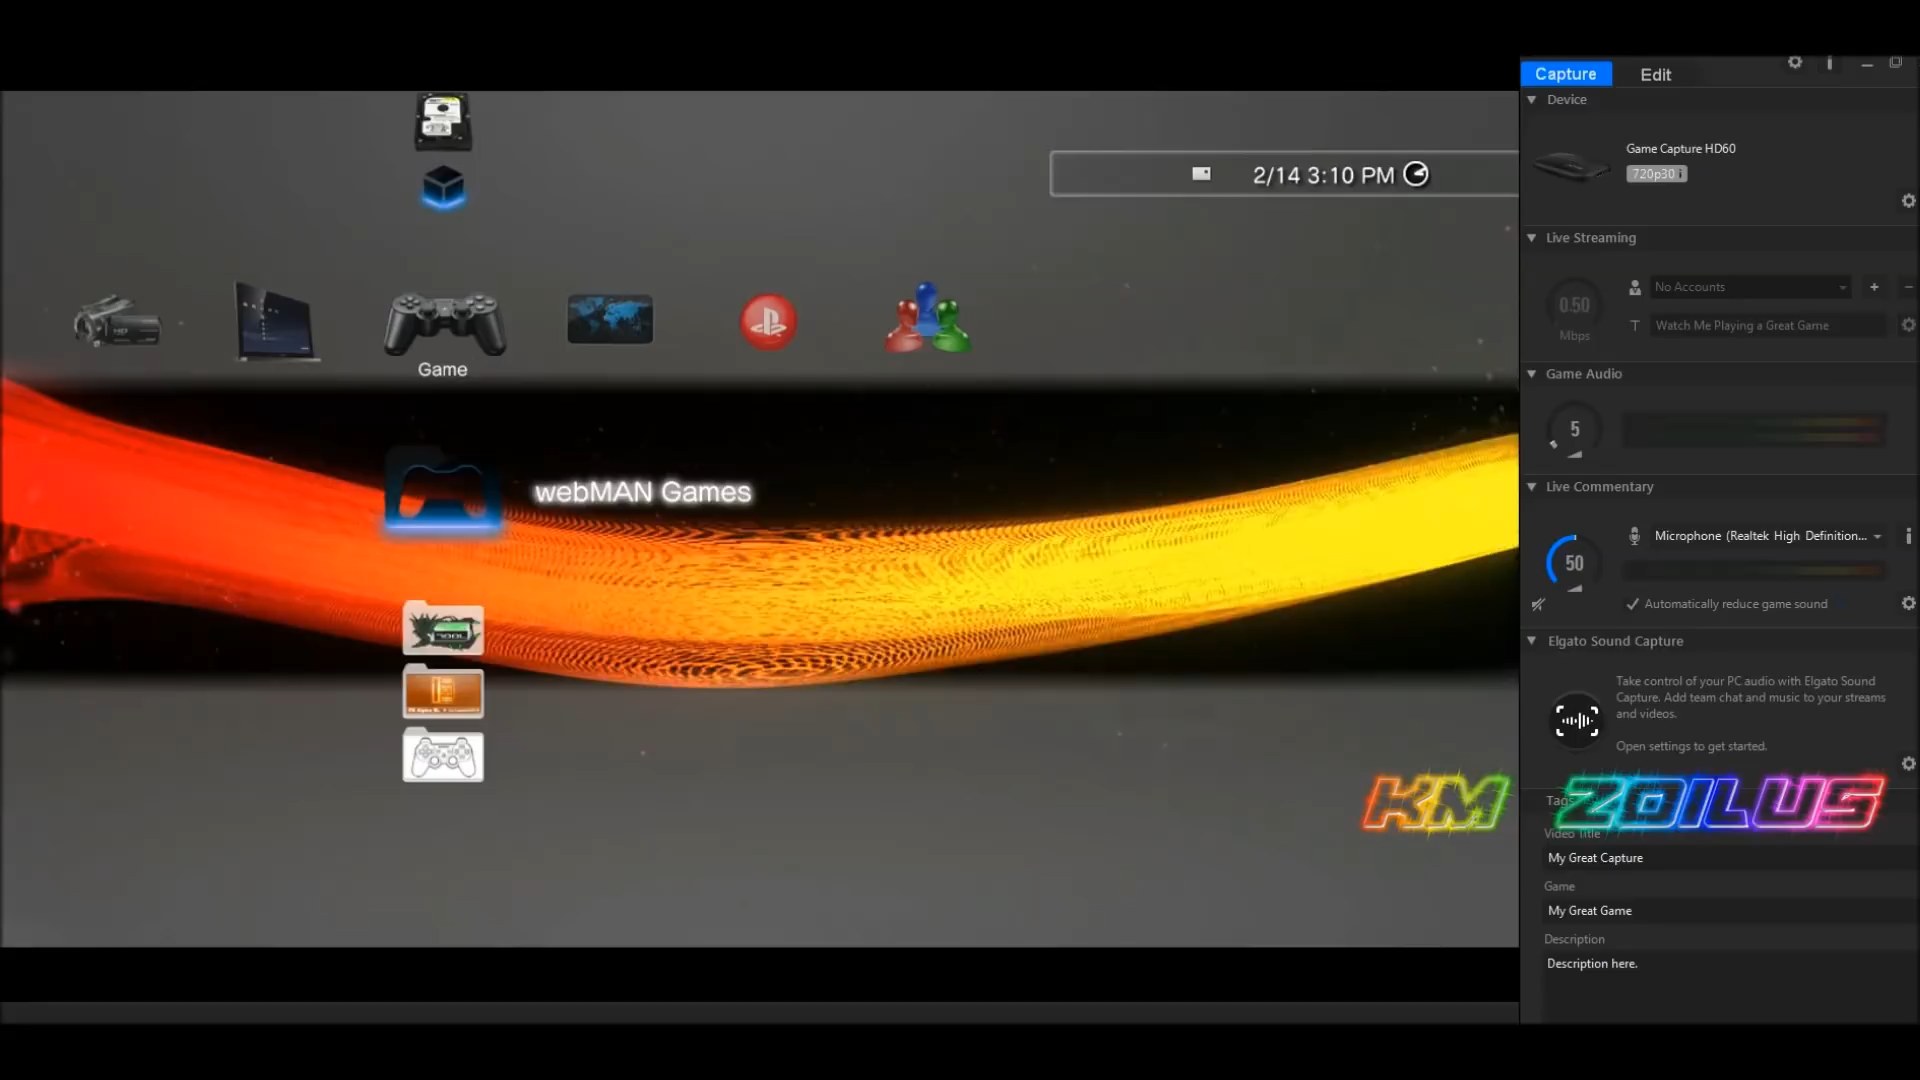 2/14 3:10 PM
Game
webMAN Games
KM ZOILUS
Capture
Edit
Device
Game Capture HD60
720p30
Live Streaming
0.50
Mbps
No Accounts
Watch Me Playing a Great Game
Game Audio
5
Live Commentary
50
Microphone (Realtek High Definition...
Automatically reduce game sound
Elgato Sound Capture
Take control of your PC audio with Elgato Sound
Capture. Add team chat and music to your streams
and videos.
Open settings to get started.
Tags
Video Title
My Great Capture
Game
My Great Game
Description
Description here.